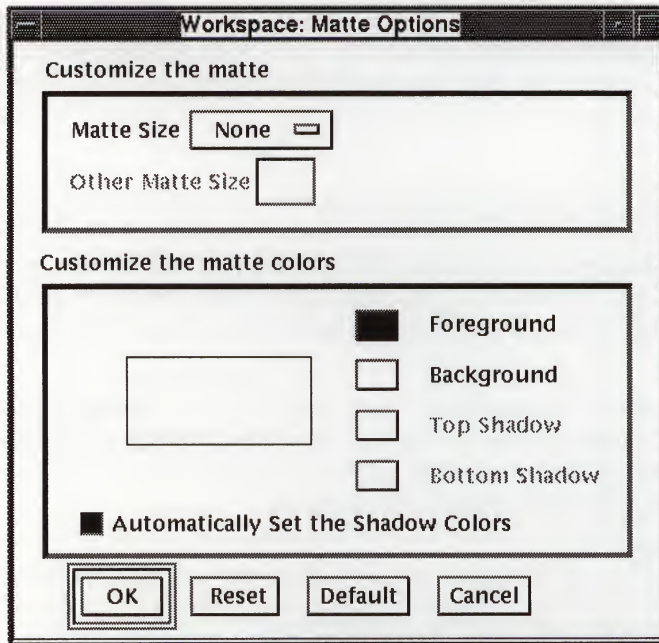 Workspace: Matte Options
Customize the matte
Matte Size None
Other Matte Size
Customize the matte colors
Foreground
Background
Top Shadow
Bottom Shadow
Automatically Set the Shadow Colors
OK Reset Default Cancel